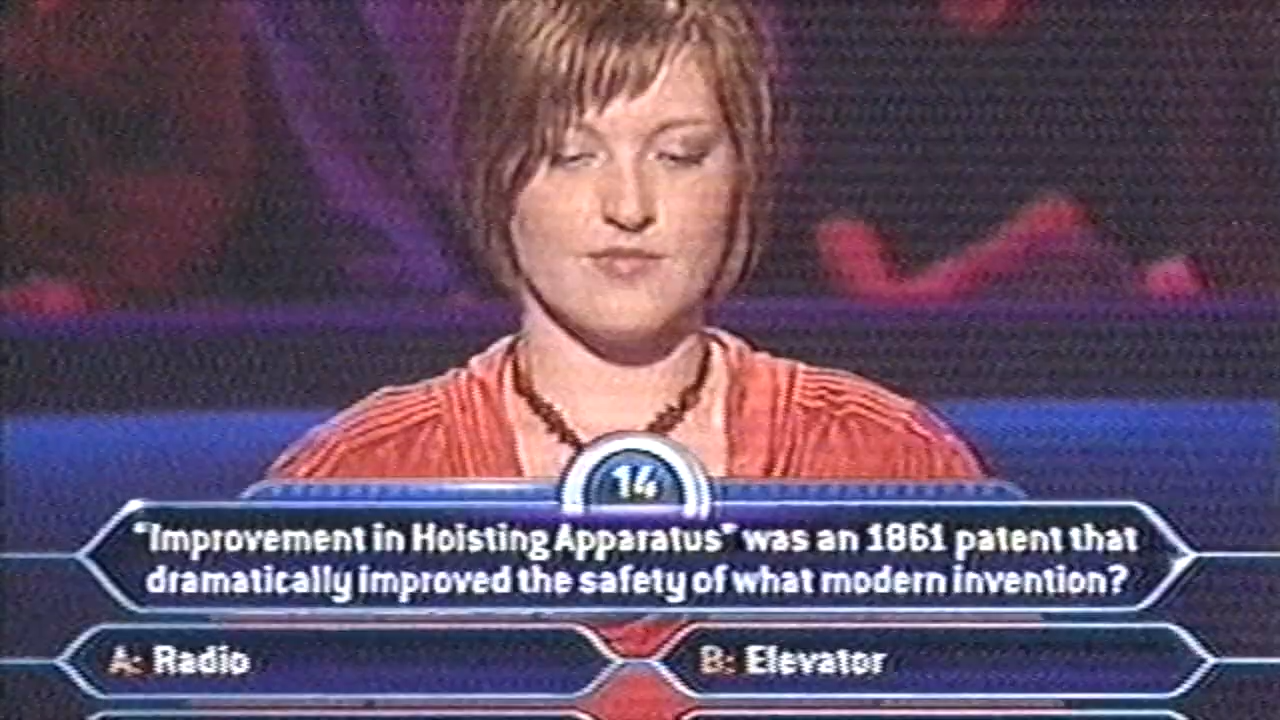 14
"Improvement in Hoisting Apparatus" was an 1861 patent that
dramatically improved the safety of what modern invention?
A: Radio
B: Elevator